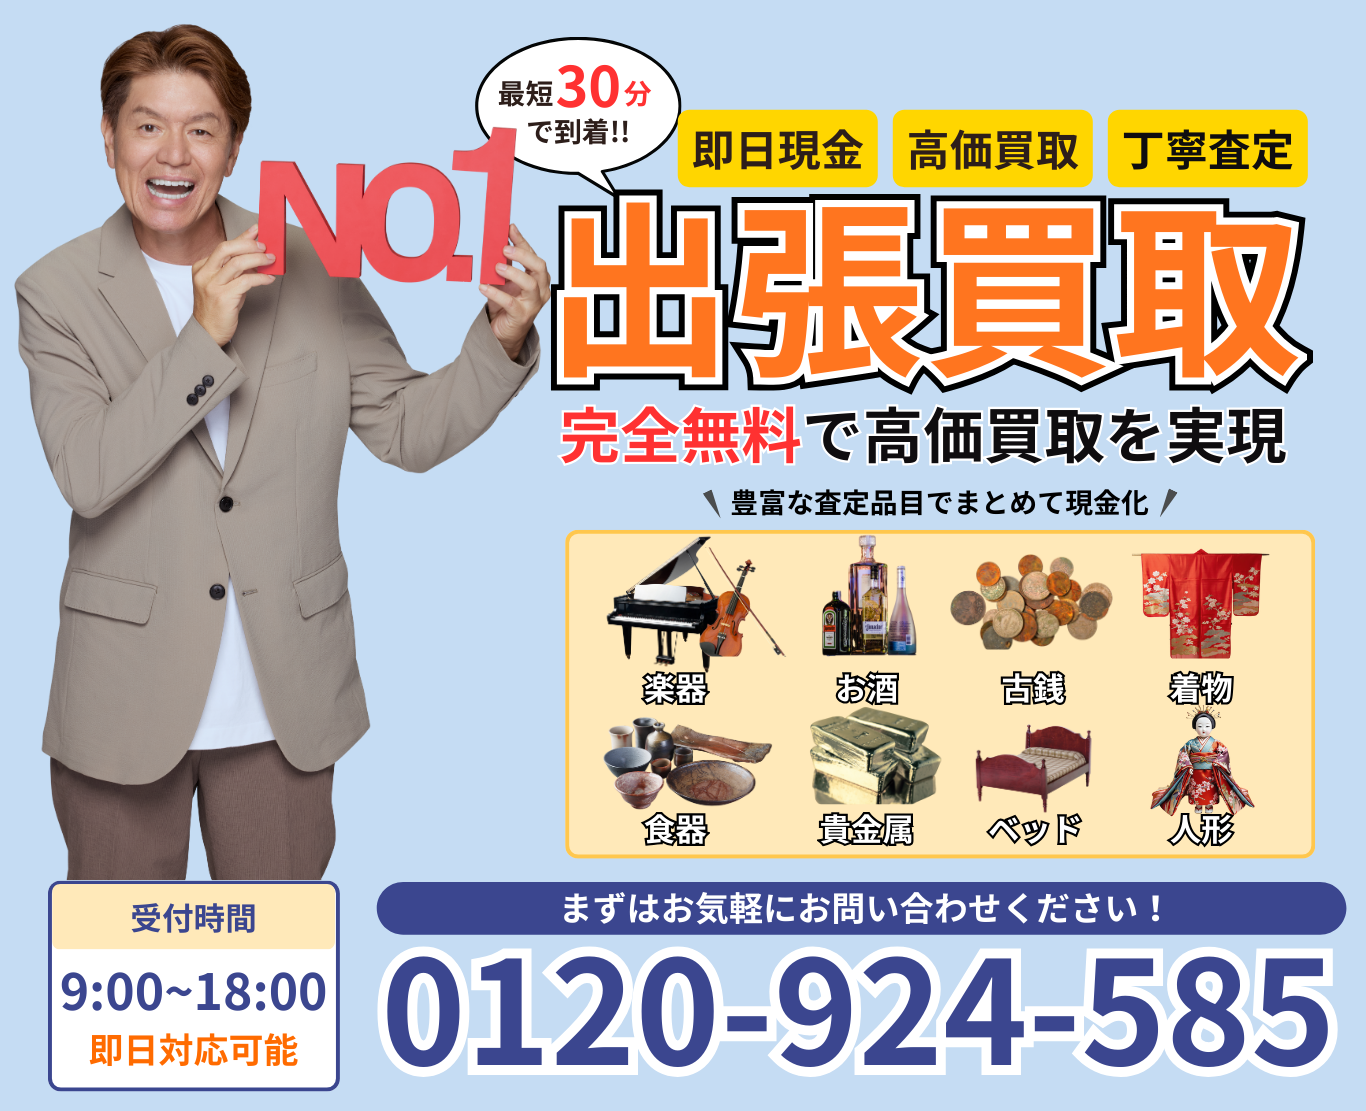 最短30分
で到着!!
NO.1
即日現金
高価買取
丁寧査定
出張買取
完全無料で高価買取を実現
豊富な査定品目でまとめて現金化
楽器
お酒
古銭
着物
食器
貴金属
ベッド
人形
受付時間
9:00~18:00
即日対応可能
まずはお気軽にお問い合わせください！
0120-924-585